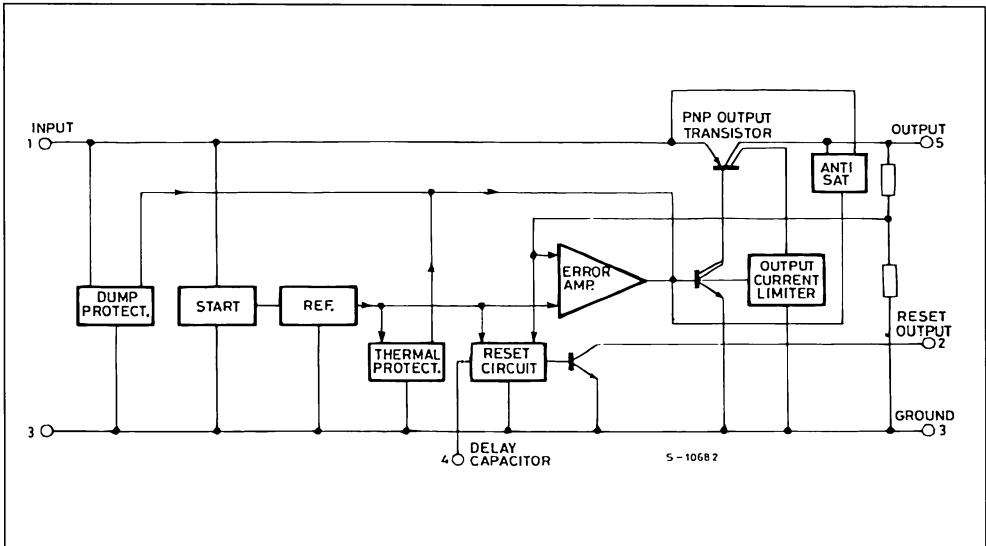 PNP OUTPUT
TRANSISTOR
INPUT
1
OUTPUT
5
ANTI
SAT
ERROR
AMP.
OUTPUT
CURRENT
LIMITER
DUMP
PROTECT.
START
REF.
RESET
OUTPUT
2
THERMAL
PROTECT.
RESET
CIRCUIT
3
GROUND
3
4
DELAY
CAPACITOR
S-10682